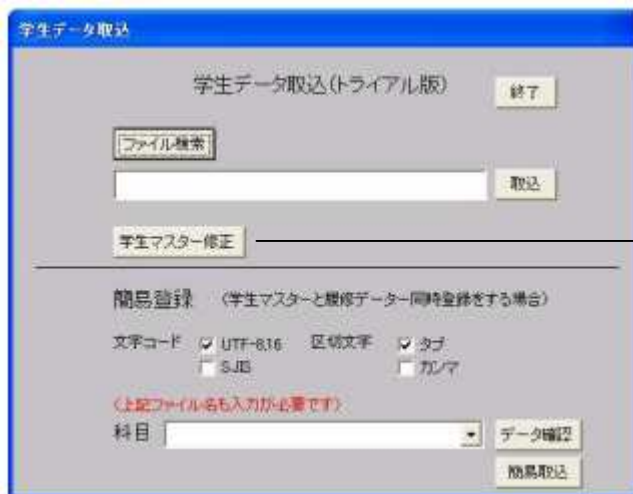 学生データ取込
学生データ取込(トライアル版)
終了
ファイル検索
取込
学生マスター修正
簡易登録 (学生マスターと履修データー同時登録をする場合)
文字コード UTF-8,16 区切文字 タブ
SJIS カンマ
(上記ファイル名も入力が必要です)
科目 データ確認
簡易取込